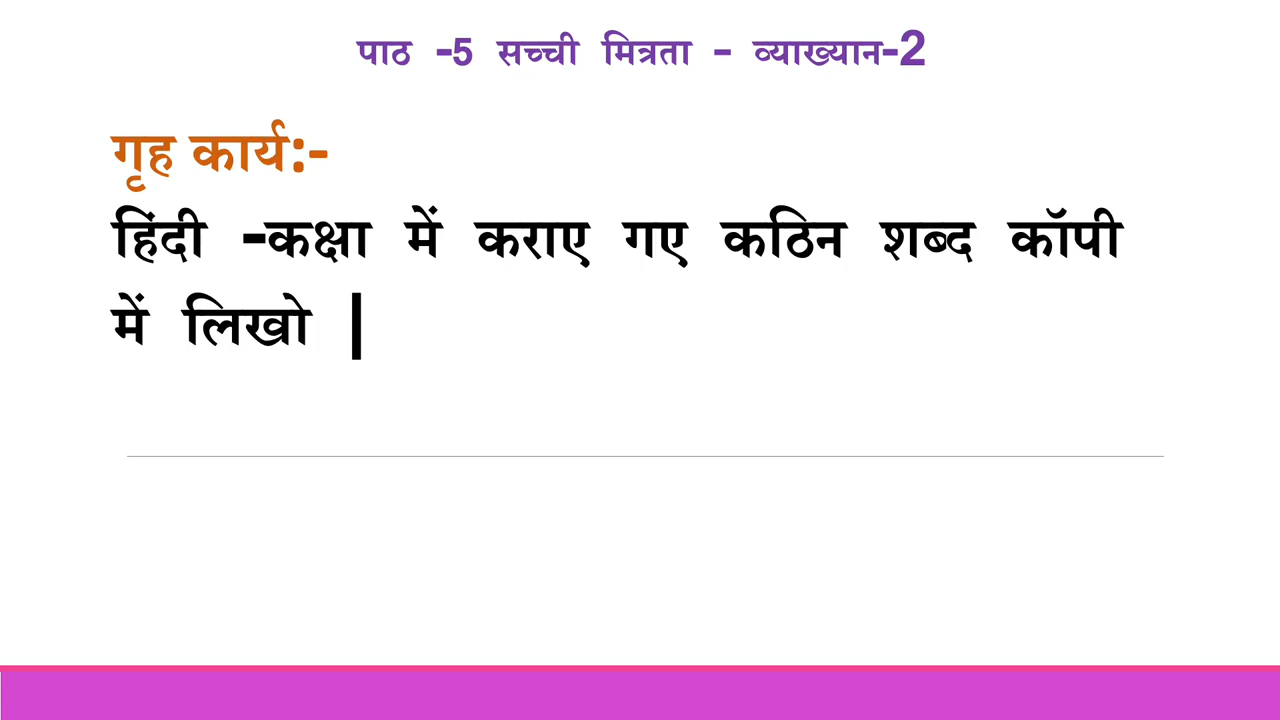 पाठ -5 सच्ची मित्रता – व्याख्यान-2
गृह कार्य:-
हिंदी -कक्षा में कराए गए कठिन शब्द कॉपी
में लिखो |